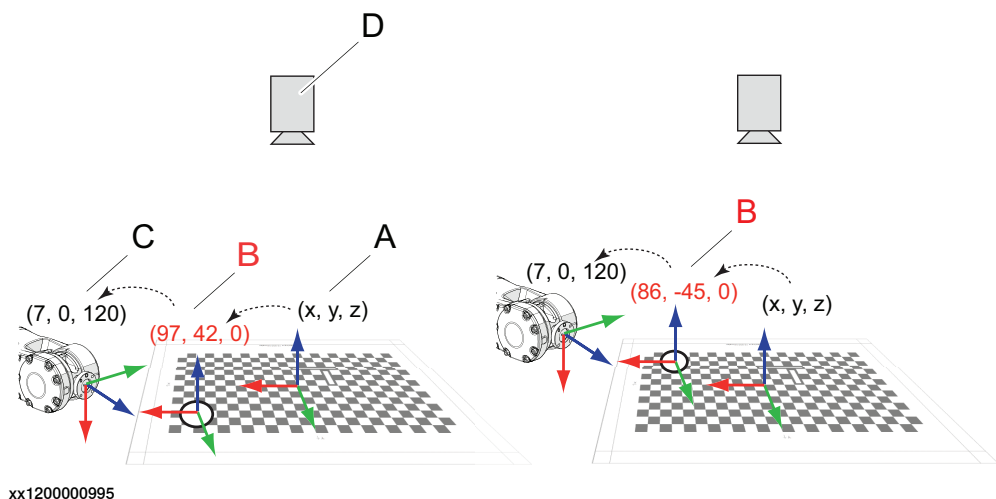 D
C
B
A
(7, 0, 120)
(97, 42, 0)
(x, y, z)
B
(7, 0, 120)
(86, -45, 0)
(x, y, z)
xx1200000995